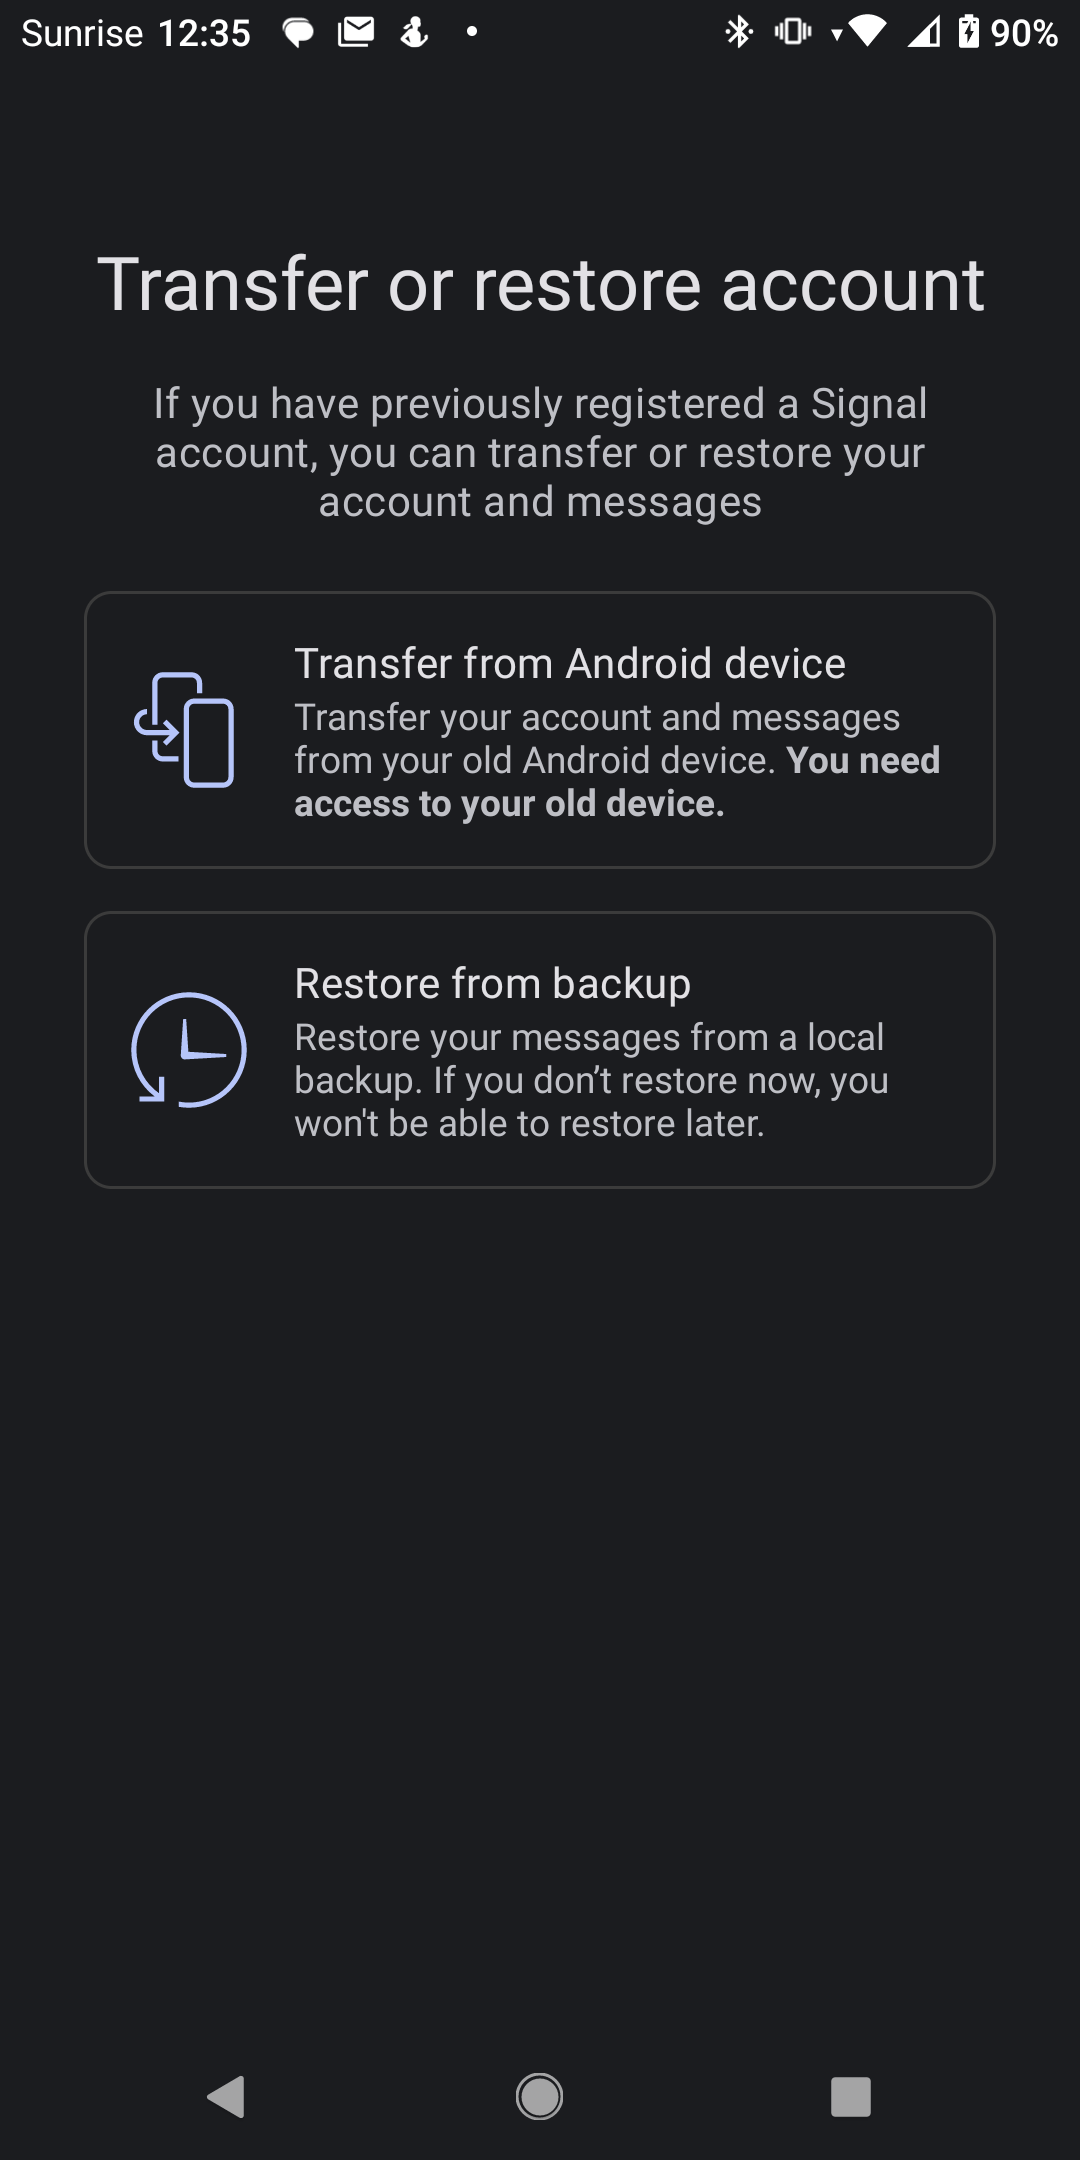 Sunrise 12:35 90%
Transfer or restore account
If you have previously registered a Signal
account, you can transfer or restore your
account and messages
Transfer from Android device
Transfer your account and messages
from your old Android device. You need
access to your old device.
Restore from backup
Restore your messages from a local
backup. If you don’t restore now, you
won't be able to restore later.